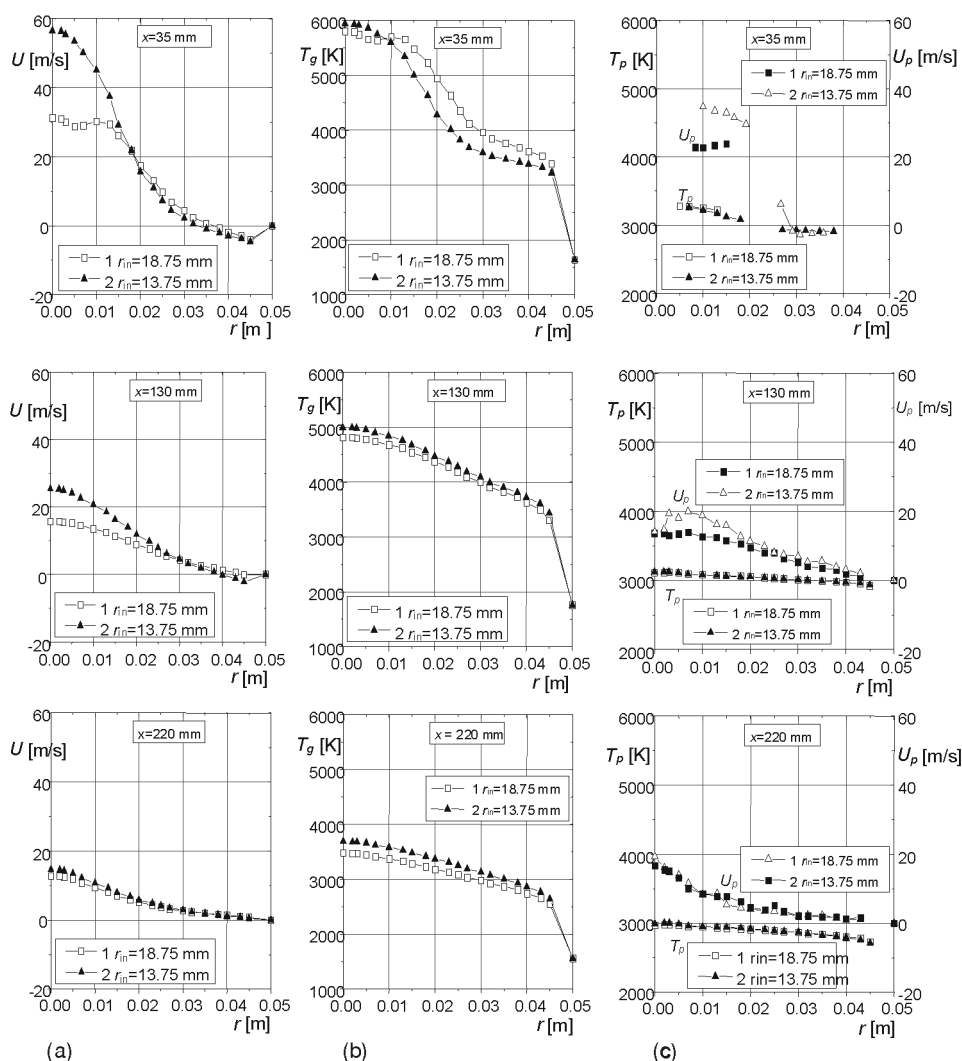 60
U [m/s]
40
20
0
-20
x=35 mm
1 rin=18.75 mm
2 rin=13.75 mm
0.00 0.01 0.02 0.03 0.04 0.05
r [m ]
6000
Tg [K]
5000
4000
3000
2000
1000
x=35 mm
1 rin=18.75 mm
2 rin=13.75 mm
0.00 0.01 0.02 0.03 0.04 0.05
r [m]
6000
Tp [K]
5000
4000
3000
2000
x=35 mm
60
Up [m/s]
40
20
0
-20
1 rin=18.75 mm
2 rin=13.75 mm
Up
Tp
1 rin=18.75 mm
2 rin=13.75 mm
0.00 0.01 0.02 0.03 0.04 0.05
r [m]
60
U [m/s]
40
20
0
-20
x=130 mm
1 rin=18.75 mm
2 rin=13.75 mm
0.00 0.01 0.02 0.03 0.04 0.05
r [m]
6000
Tg [K]
5000
4000
3000
2000
1000
x=130 mm
1 rin=18.75 mm
2 rin=13.75 mm
0.00 0.01 0.02 0.03 0.04 0.05
r [m]
6000
Tp [K]
5000
4000
3000
2000
x=130 mm
60
Up [m/s]
40
20
0
-20
1 rin=18.75 mm
2 rin=13.75 mm
Up
Tp
1 rin=18.75 mm
2 rin=13.75 mm
0.00 0.01 0.02 0.03 0.04 0.05
r [m]
60
U [m/s]
40
20
0
-20
x=220 mm
1 rin=18.75 mm
2 rin=13.75 mm
0.00 0.01 0.02 0.03 0.04 0.05
r [m]
6000
Tg [K]
5000
4000
3000
2000
1000
x = 220 mm
1 rin=18.75 mm
2 rin=13.75 mm
0.00 0.01 0.02 0.03 0.04 0.05
r [m]
6000
Tp [K]
5000
4000
3000
2000
x=220 mm
60
Up [m/s]
40
20
0
-20
1 rin=18.75 mm
2 rin=13.75 mm
Up
Tp
1 rin=18.75 mm
2 rin=13.75 mm
0.00 0.01 0.02 0.03 0.04 0.05
r [m]
(a)
(b)
(c)